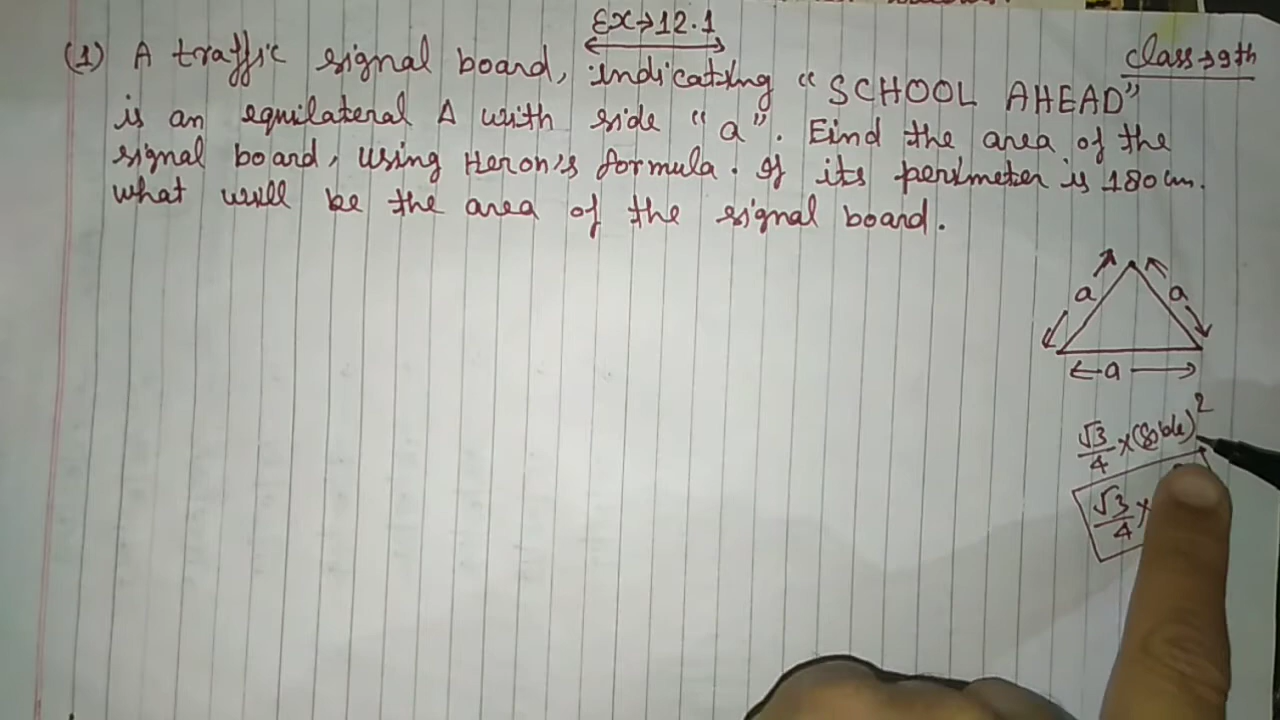 Ex→12.1
class→9th
(1) A traffic signal board, indicating "SCHOOL AHEAD"
is an equilateral Δ with side "a". Find the area of the
signal board, using Heron's formula. If its perimeter is 180cm.
what will be the area of the signal board.
a a
←a→
√3/4 ×(Side)²
√3/4 ×